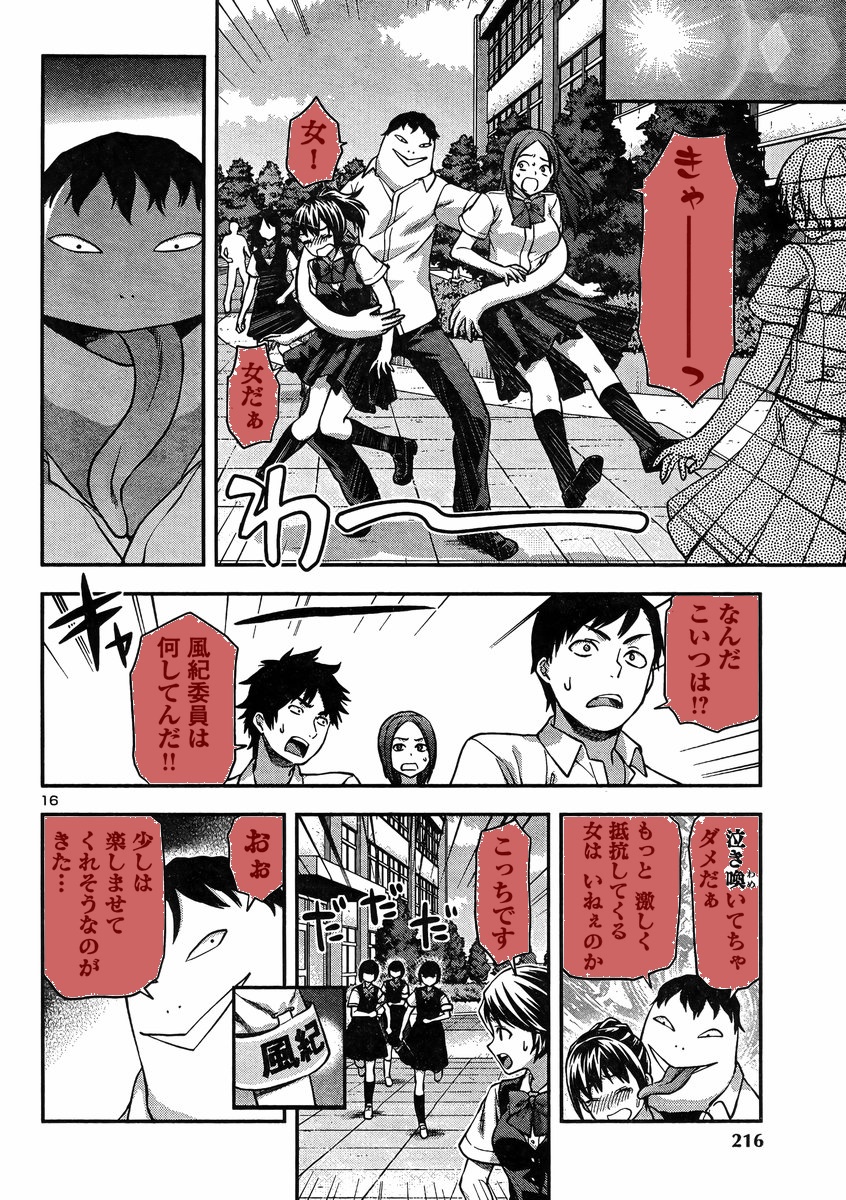 きゃーーーっ
女！
女だぁ
わ〜〜
なんだ
こいつは!?
風紀委員は
何してんだ!!
キャー
泣き喚いてちゃ
わめ
ダメだぁ
もっと 激しく
抵抗してくる
女は いねぇのか
こっちです
だだだ
風紀
おぉ
少しは
楽しませて
くれそうなのが
きた…
16
216